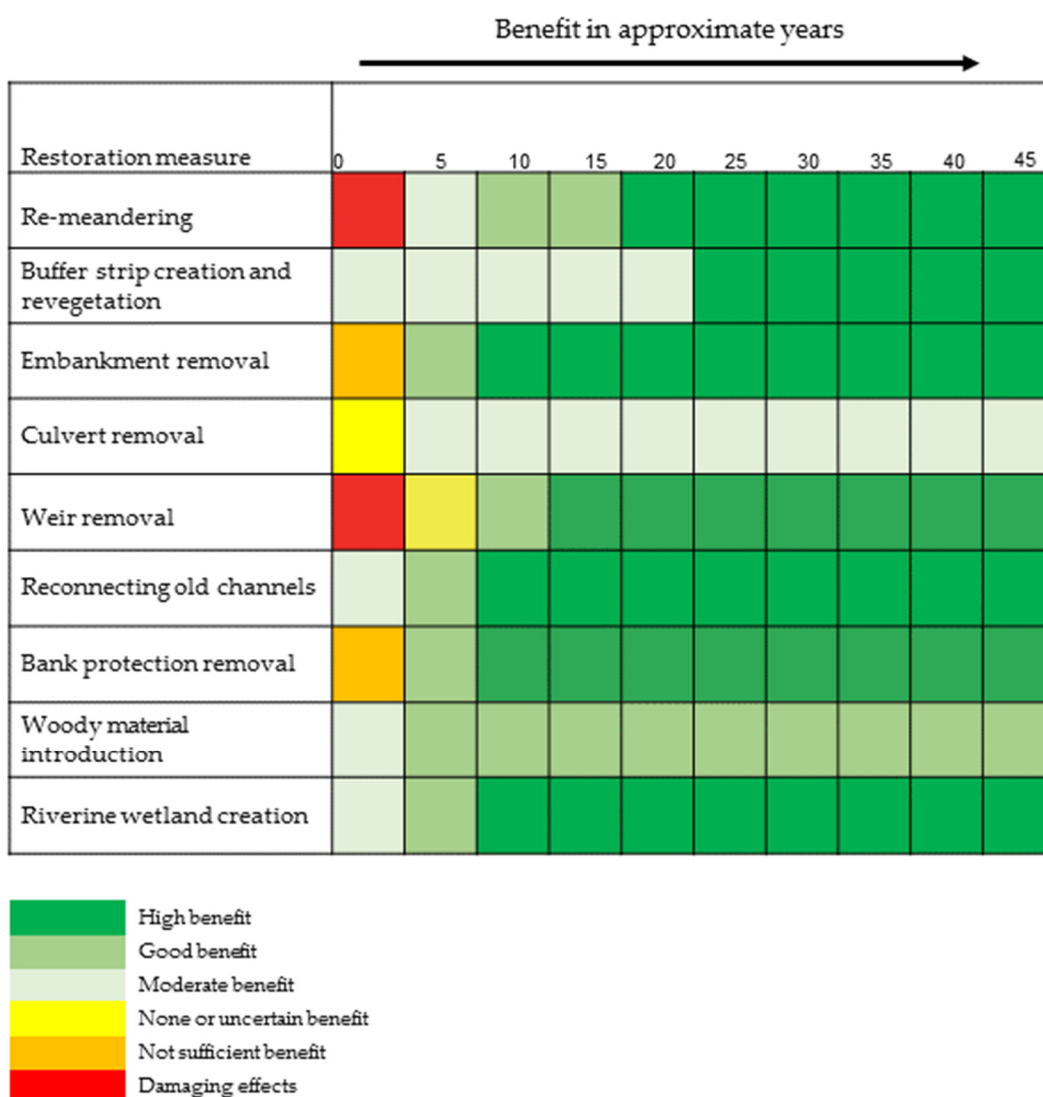 Benefit in approximate years
Restoration measure 0 5 10 15 20 25 30 35 40 45
Re-meandering
Buffer strip creation and
revegetation
Embankment removal
Culvert removal
Weir removal
Reconnecting old channels
Bank protection removal
Woody material
introduction
Riverine wetland creation
High benefit
Good benefit
Moderate benefit
None or uncertain benefit
Not sufficient benefit
Damaging effects